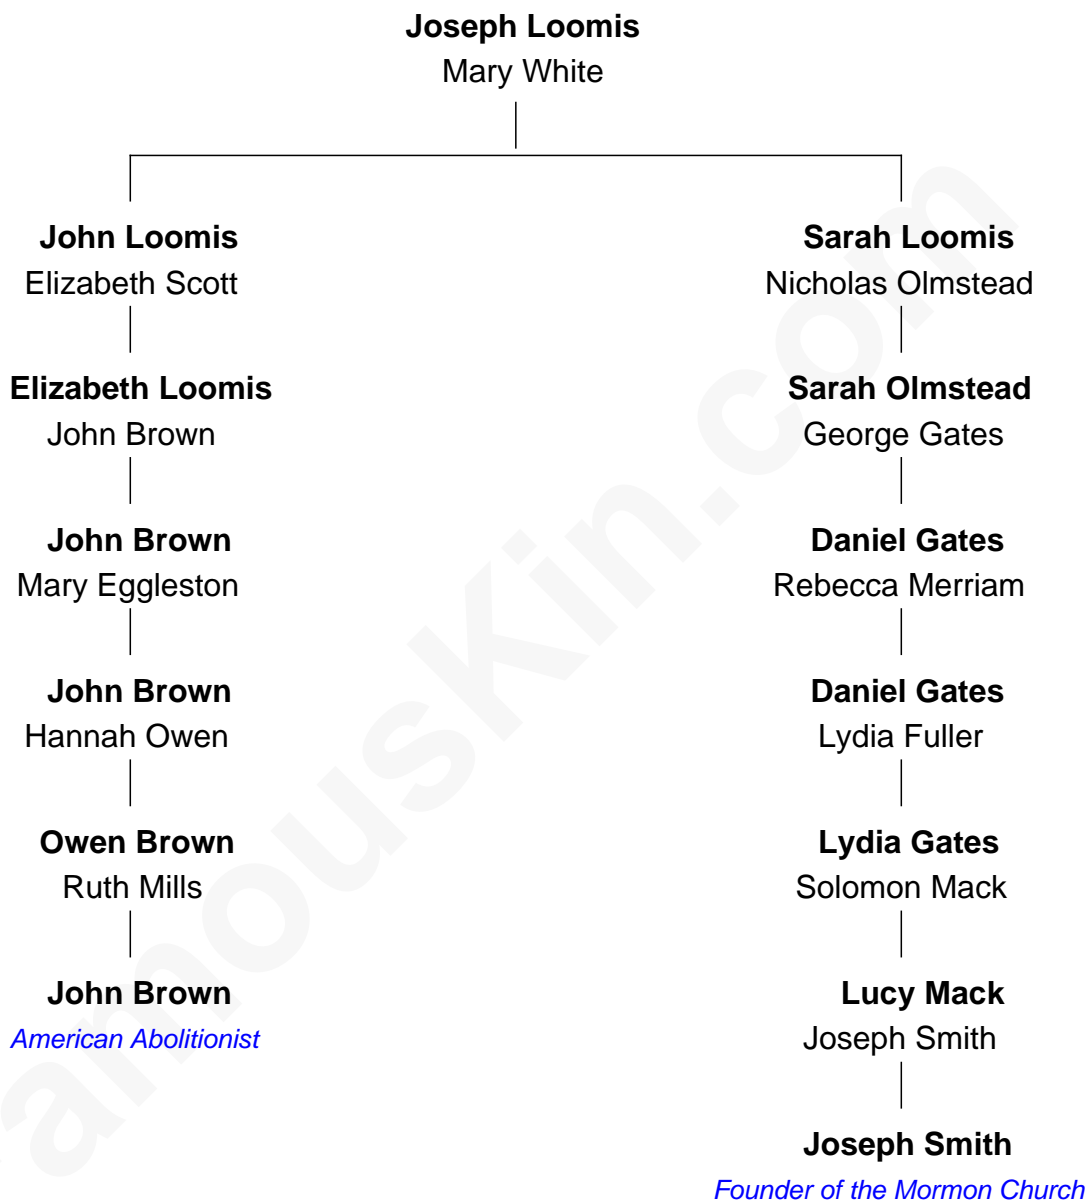 Joseph Loomis
Mary White
John Loomis
Elizabeth Scott
Elizabeth Loomis
John Brown
John Brown
Mary Eggleston
John Brown
Hannah Owen
Owen Brown
Ruth Mills
John Brown
American Abolitionist
Sarah Loomis
Nicholas Olmstead
Sarah Olmstead
George Gates
Daniel Gates
Rebecca Merriam
Daniel Gates
Lydia Fuller
Lydia Gates
Solomon Mack
Lucy Mack
Joseph Smith
Joseph Smith
Founder of the Mormon Church
amousKin.com